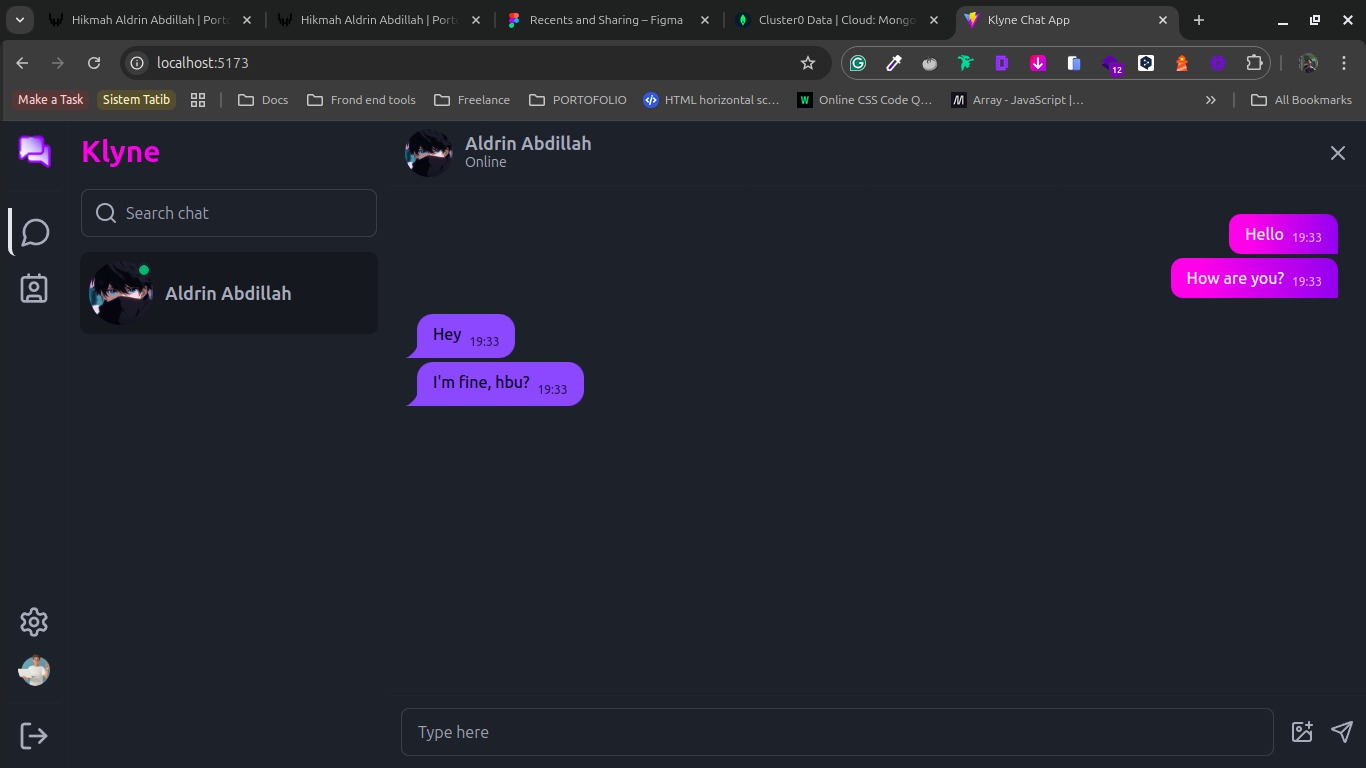 Hikmah Aldrin Abdillah | Port
Hikmah Aldrin Abdillah | Port
Recents and Sharing – Figma
Cluster0 Data | Cloud: Mongo
Klyne Chat App
localhost:5173
12
Make a Task
Sistem Tatib
Docs
Frond end tools
Freelance
PORTOFOLIO
HTML horizontal sc...
Online CSS Code Q...
Array - JavaScript |...
All Bookmarks
Klyne
Aldrin Abdillah
Online
Search chat
Aldrin Abdillah
Hello 19:33
How are you? 19:33
Hey 19:33
I'm fine, hbu? 19:33
Type here